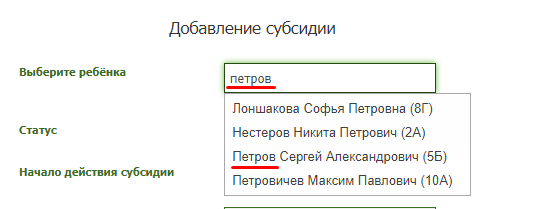 Добавление субсидии
Выберите ребёнка
петров
Лоншакова Софья Петровна (8Г)
Статус
Нестеров Никита Петрович (2А)
Петров Сергей Александрович (5Б)
Начало действия субсидии
Петровичев Максим Павлович (10А)